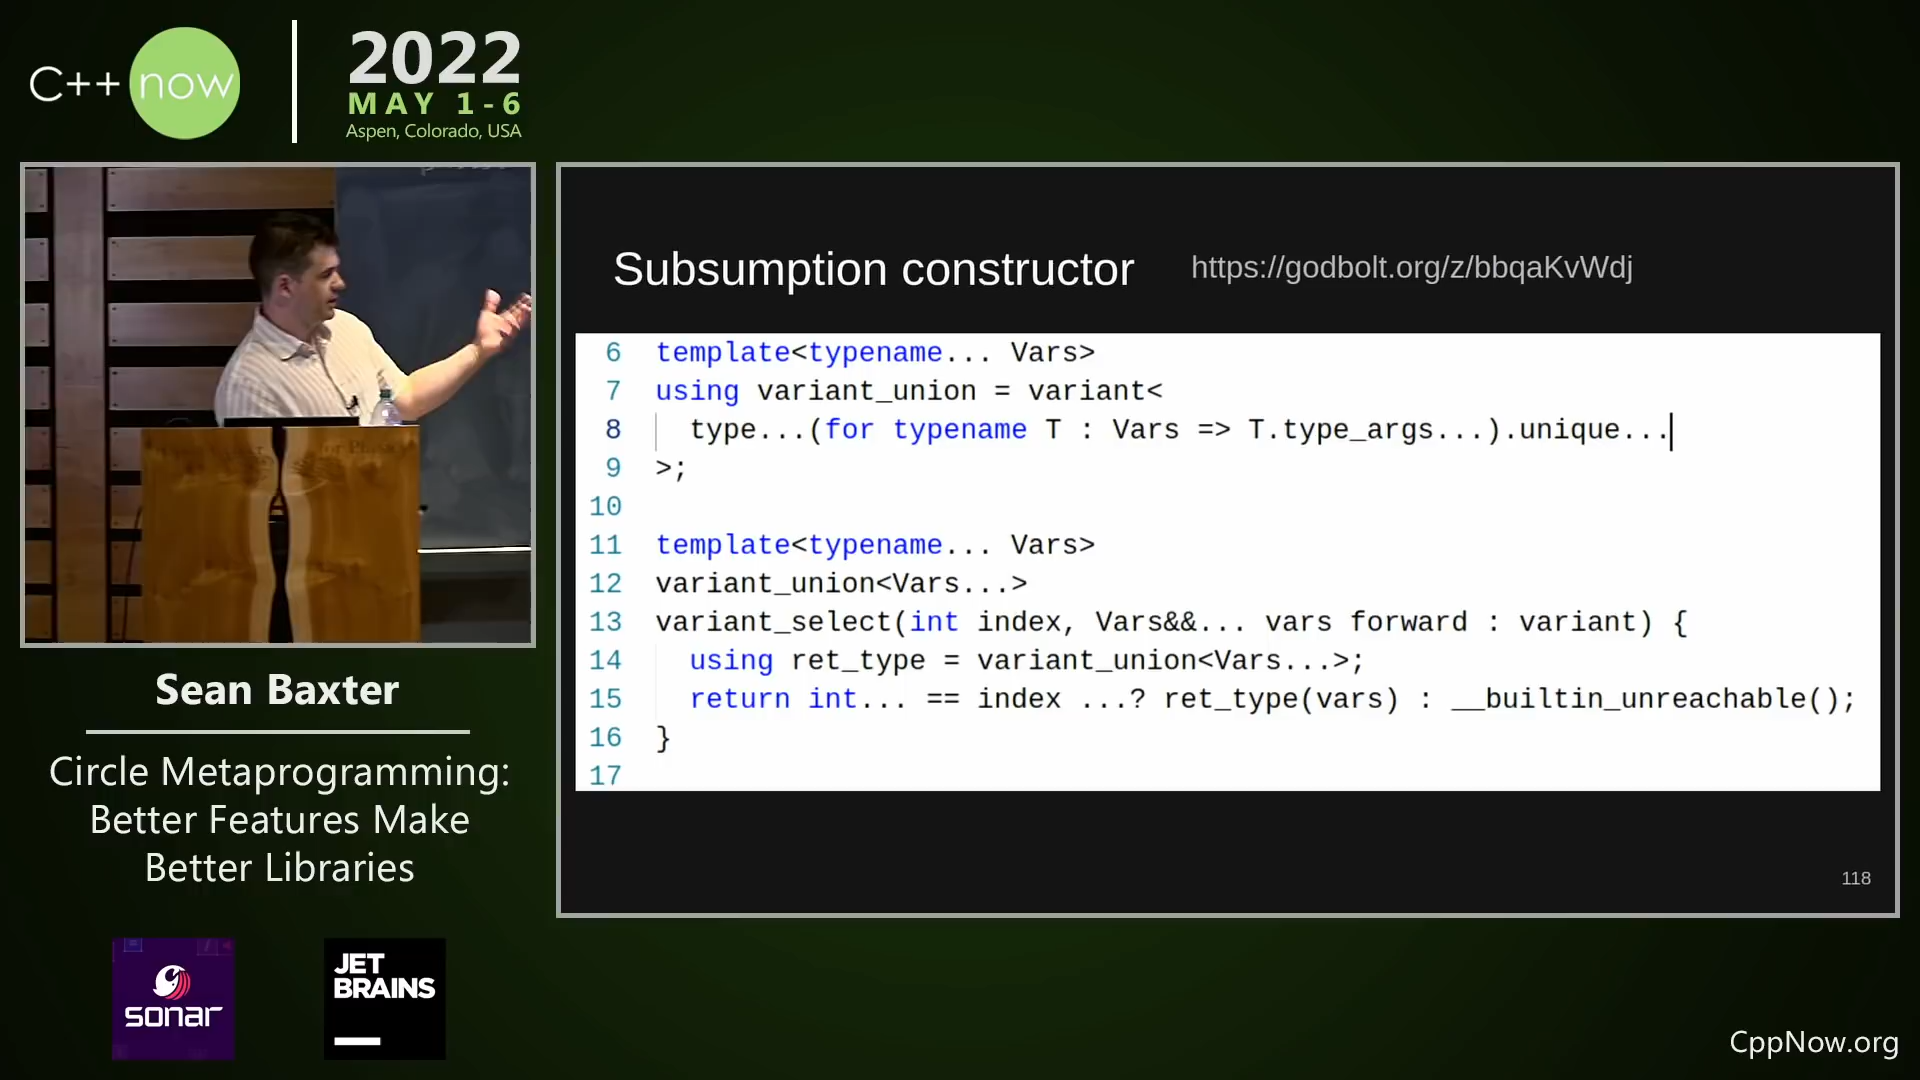 C++ now
2022
MAY 1-6
Aspen, Colorado, USA
Subsumption constructor https://godbolt.org/z/bbqaKvWdj
6 template<typename... Vars>
7 using variant_union = variant<
8 type...(for typename T : Vars => T.type_args...).unique...
9 >;
10
11 template<typename... Vars>
12 variant_union<Vars...>
13 variant_select(int index, Vars&&... vars forward : variant) {
14 using ret_type = variant_union<Vars...>;
15 return int... == index ...? ret_type(vars) : __builtin_unreachable();
16 }
17
118
Sean Baxter
Circle Metaprogramming:
Better Features Make
Better Libraries
sonar
JET
BRAINS
CppNow.org